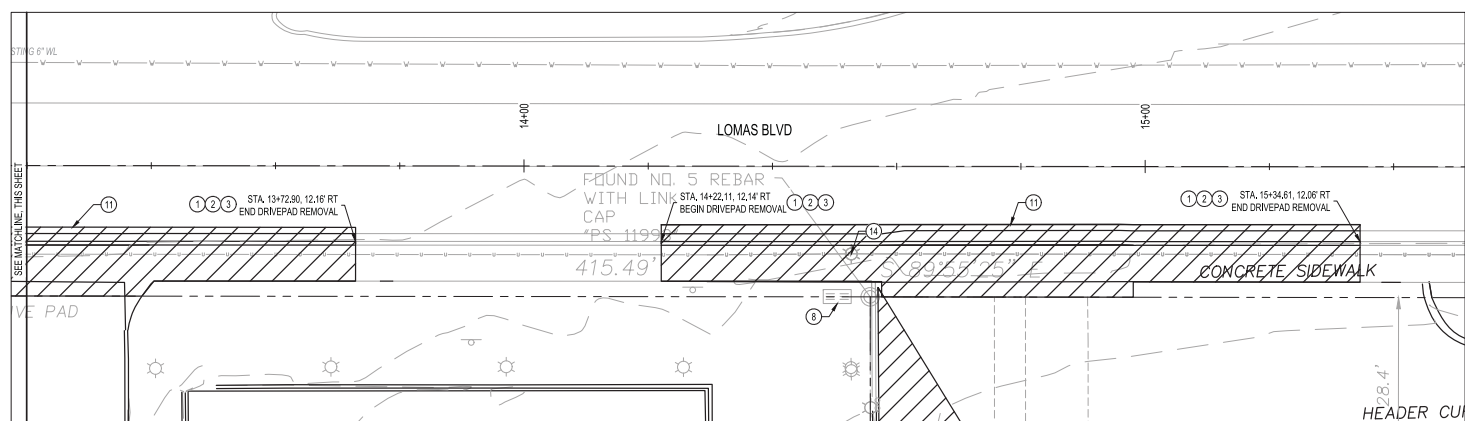 STING 6" WL
14+00
15+00
LOMAS BLVD
SEE MATCHLINE, THIS SHEET
11
1 2 3
STA. 13+72.90, 12.16' RT
END DRIVEPAD REMOVAL
FOUND NO. 5 REBAR
WITH LINK
CAP
"PS 1199
STA. 14+22.11, 12.14' RT
BEGIN DRIVEPAD REMOVAL
1 2 3
11
1 2 3
STA. 15+34.61, 12.06' RT
END DRIVEPAD REMOVAL
14
415.49'
S 89°55'25" E
CONCRETE SIDEWALK
8
IVE PAD
28.4'
HEADER CU